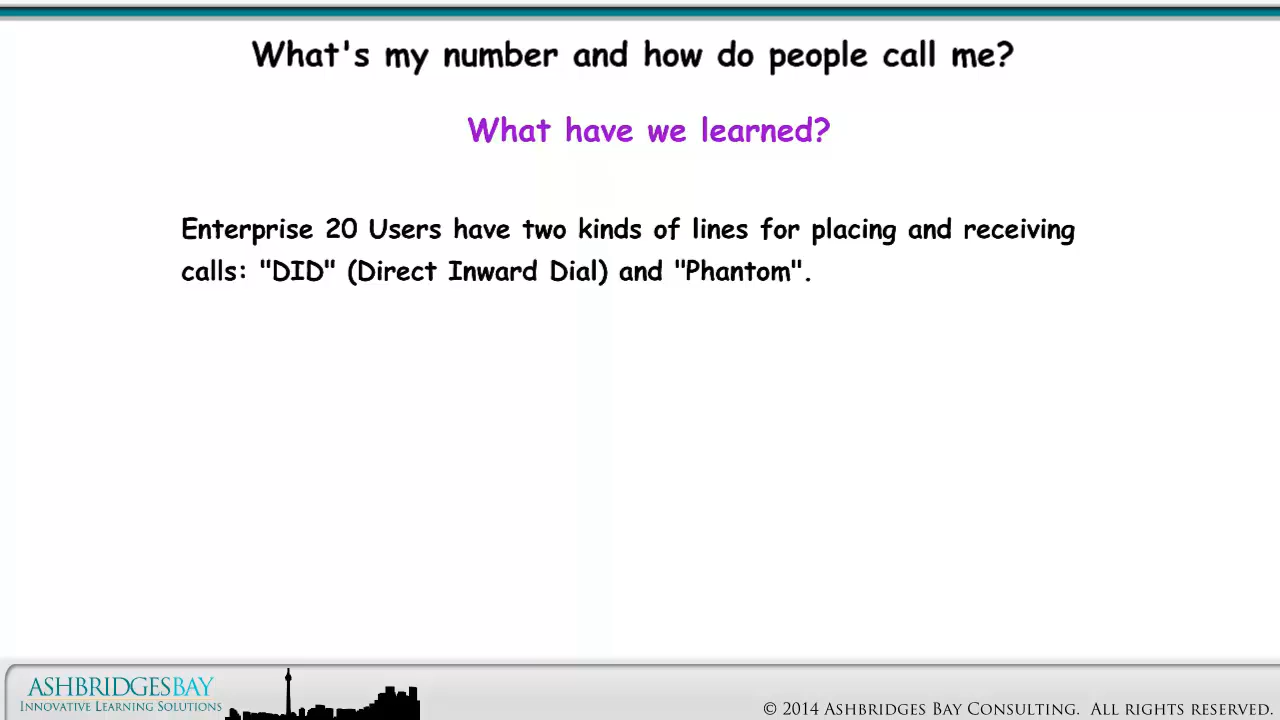 What's my number and how do people call me?
What have we learned?
Enterprise 20 Users have two kinds of lines for placing and receiving
calls: "DID" (Direct Inward Dial) and "Phantom".
ASHBRIDGESBAY
INNOVATIVE LEARNING SOLUTIONS
© 2014 ASHBRIDGES BAY CONSULTING. ALL RIGHTS RESERVED.